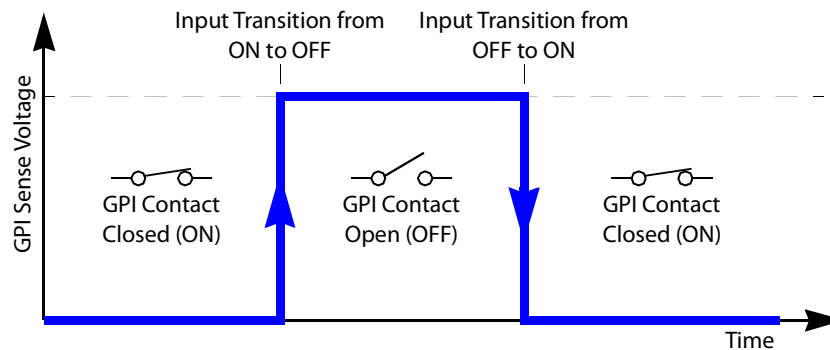 Input Transition from
ON to OFF
Input Transition from
OFF to ON
GPI Sense Voltage
GPI Contact
Closed (ON)
GPI Contact
Open (OFF)
GPI Contact
Closed (ON)
Time